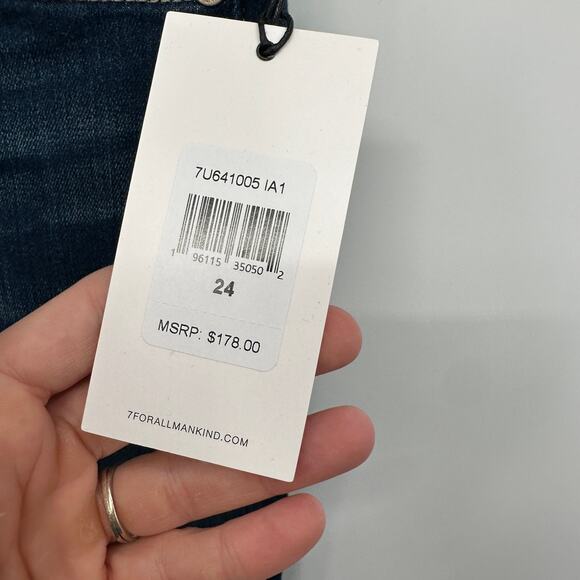 7U641005 IA1
1 96115 35050 2
24
MSRP: $178.00
7FORALLMANKIND.COM